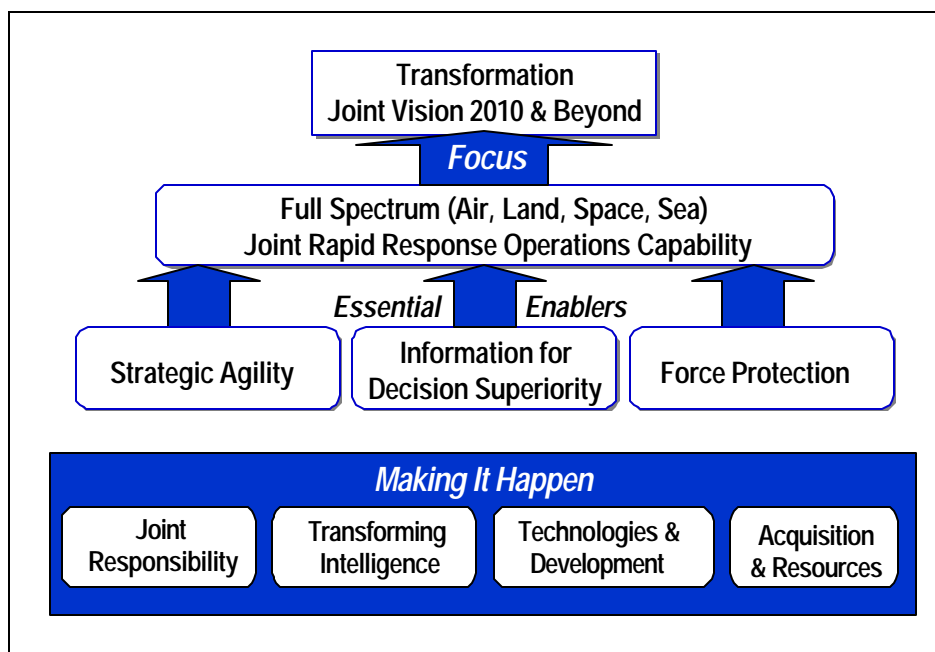 Transformation
Joint Vision 2010 & Beyond
Focus
Full Spectrum (Air, Land, Space, Sea)
Joint Rapid Response Operations Capability
Essential Enablers
Strategic Agility
Information for
Decision Superiority
Force Protection
Making It Happen
Joint
Responsibility
Transforming
Intelligence
Technologies &
Development
Acquisition
& Resources